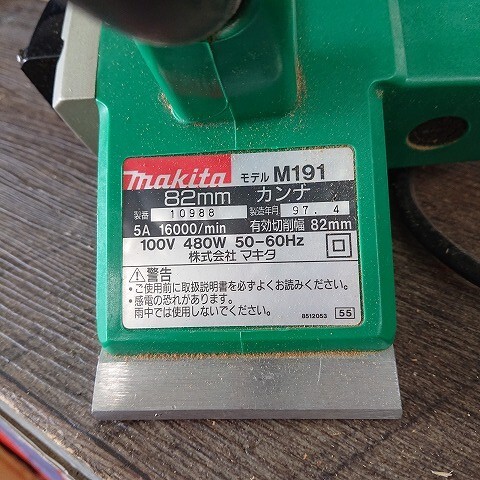 makita モデル M191
82mm カンナ
製番 10988 製造年月 97.4
5A 16000/min 有効切削幅 82mm
100V 480W 50-60Hz
株式会社 マキタ
⚠警告
・ご使用前に取扱説明書を必ずよくお読みください。
・感電の恐れがあります。
雨中では使用しないでください。
8512053 55